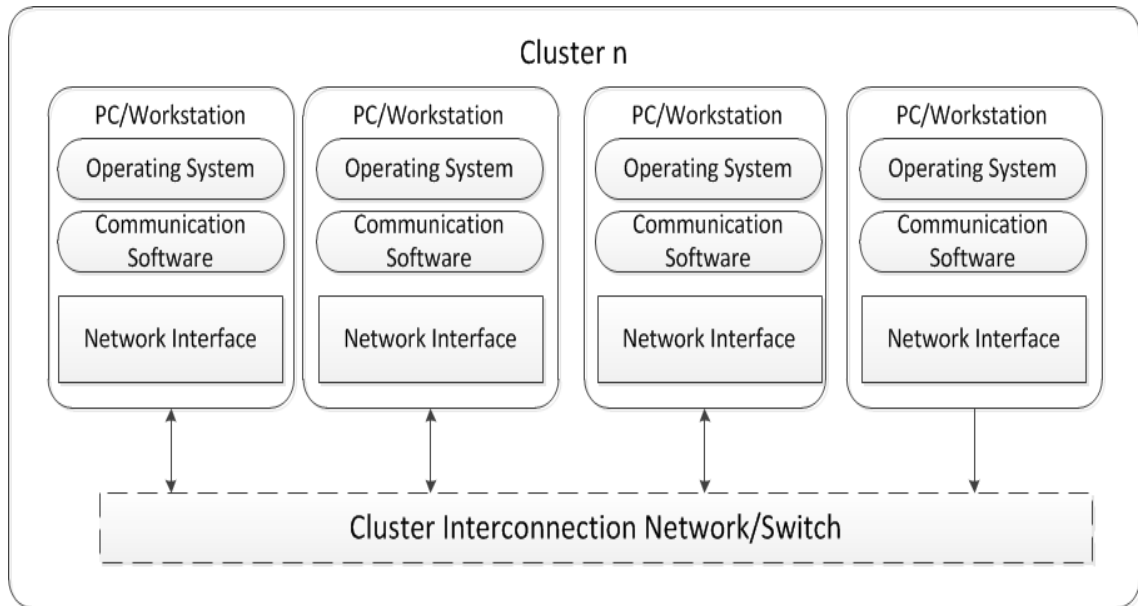 Cluster n
PC/Workstation
Operating System
Communication
Software
Network Interface
PC/Workstation
Operating System
Communication
Software
Network Interface
PC/Workstation
Operating System
Communication
Software
Network Interface
PC/Workstation
Operating System
Communication
Software
Network Interface
Cluster Interconnection Network/Switch